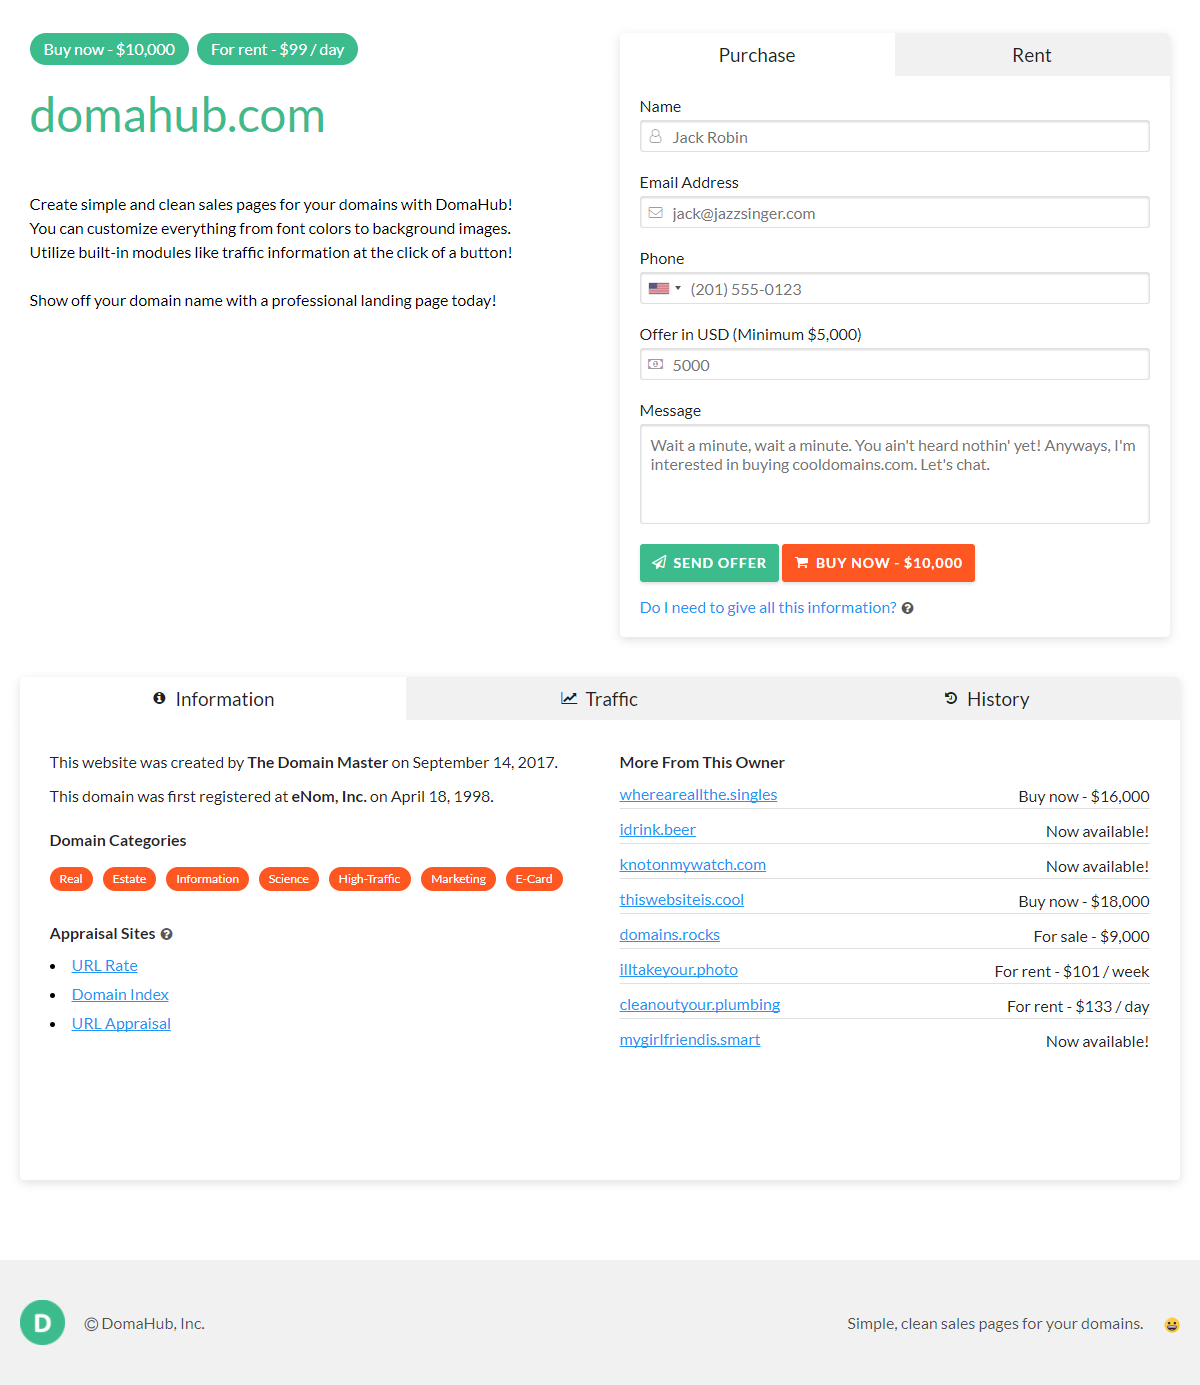 Buy now - $10,000
For rent - $99 / day
domahub.com
Create simple and clean sales pages for your domains with DomaHub!
You can customize everything from font colors to background images.
Utilize built-in modules like traffic information at the click of a button!
Show off your domain name with a professional landing page today!
Purchase
Rent
Name
Jack Robin
Email Address
jack@jazzsinger.com
Phone
(201) 555-0123
Offer in USD (Minimum $5,000)
5000
Message
Wait a minute, wait a minute. You ain't heard nothin' yet! Anyways, I'm
interested in buying cooldomains.com. Let's chat.
SEND OFFER
BUY NOW - $10,000
Do I need to give all this information?
Information
Traffic
History
This website was created by The Domain Master on September 14, 2017.
This domain was first registered at eNom, Inc. on April 18, 1998.
Domain Categories
Real
Estate
Information
Science
High-Traffic
Marketing
E-Card
Appraisal Sites
• URL Rate
• Domain Index
• URL Appraisal
More From This Owner
whereareallthe.singles Buy now - $16,000
idrink.beer Now available!
knotonmywatch.com Now available!
thiswebsiteis.cool Buy now - $18,000
domains.rocks For sale - $9,000
illtakeyour.photo For rent - $101 / week
cleanoutyour.plumbing For rent - $133 / day
mygirlfriendis.smart Now available!
D
© DomaHub, Inc.
Simple, clean sales pages for your domains.